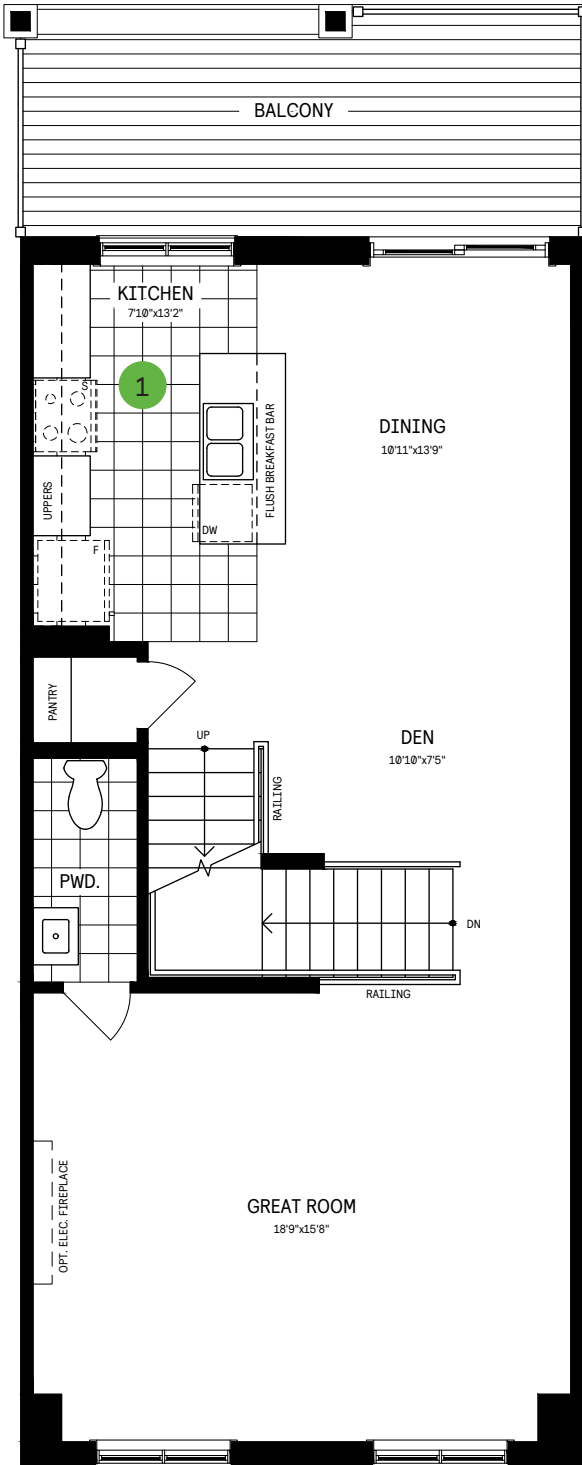 BALCONY
KITCHEN
7'10"x13'2"
1
S
DINING
10'11"x13'9"
FLUSH BREAKFAST BAR
UPPERS
DW
F
PANTRY
UP
DEN
10'10"x7'5"
RAILING
PWD.
DN
RAILING
OPT. ELEC. FIREPLACE
GREAT ROOM
18'9"x15'8"